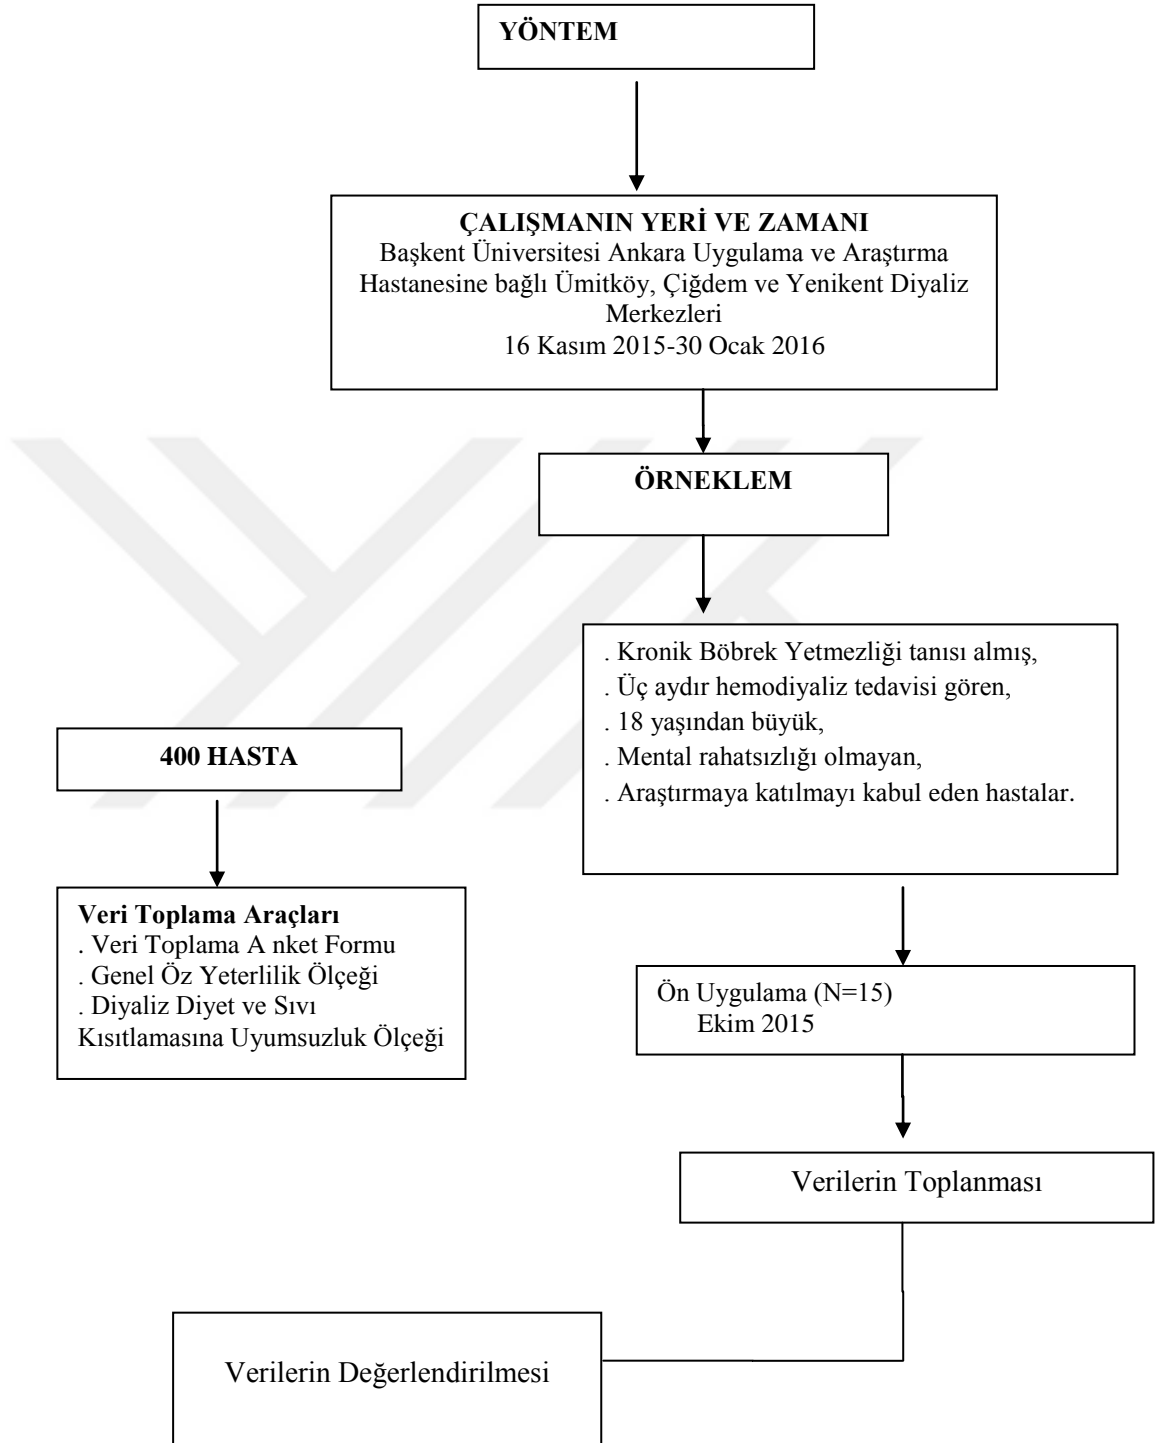 YÖNTEM
ÇALIŞMANIN YERİ VE ZAMANI
Başkent Üniversitesi Ankara Uygulama ve Araştırma
Hastanesine bağlı Ümitköy, Çiğdem ve Yenikent Diyaliz
Merkezleri
16 Kasım 2015-30 Ocak 2016
ÖRNEKLEM
. Kronik Böbrek Yetmezliği tanısı almış,
. Üç aydır hemodiyaliz tedavisi gören,
. 18 yaşından büyük,
. Mental rahatsızlığı olmayan,
. Araştırmaya katılmayı kabul eden hastalar.
400 HASTA
Veri Toplama Araçları
. Veri Toplama A nket Formu
. Genel Öz Yeterlilik Ölçeği
. Diyaliz Diyet ve Sıvı
Kısıtlamasına Uyumsuzluk Ölçeği
Ön Uygulama (N=15)
Ekim 2015
Verilerin Toplanması
Verilerin Değerlendirilmesi